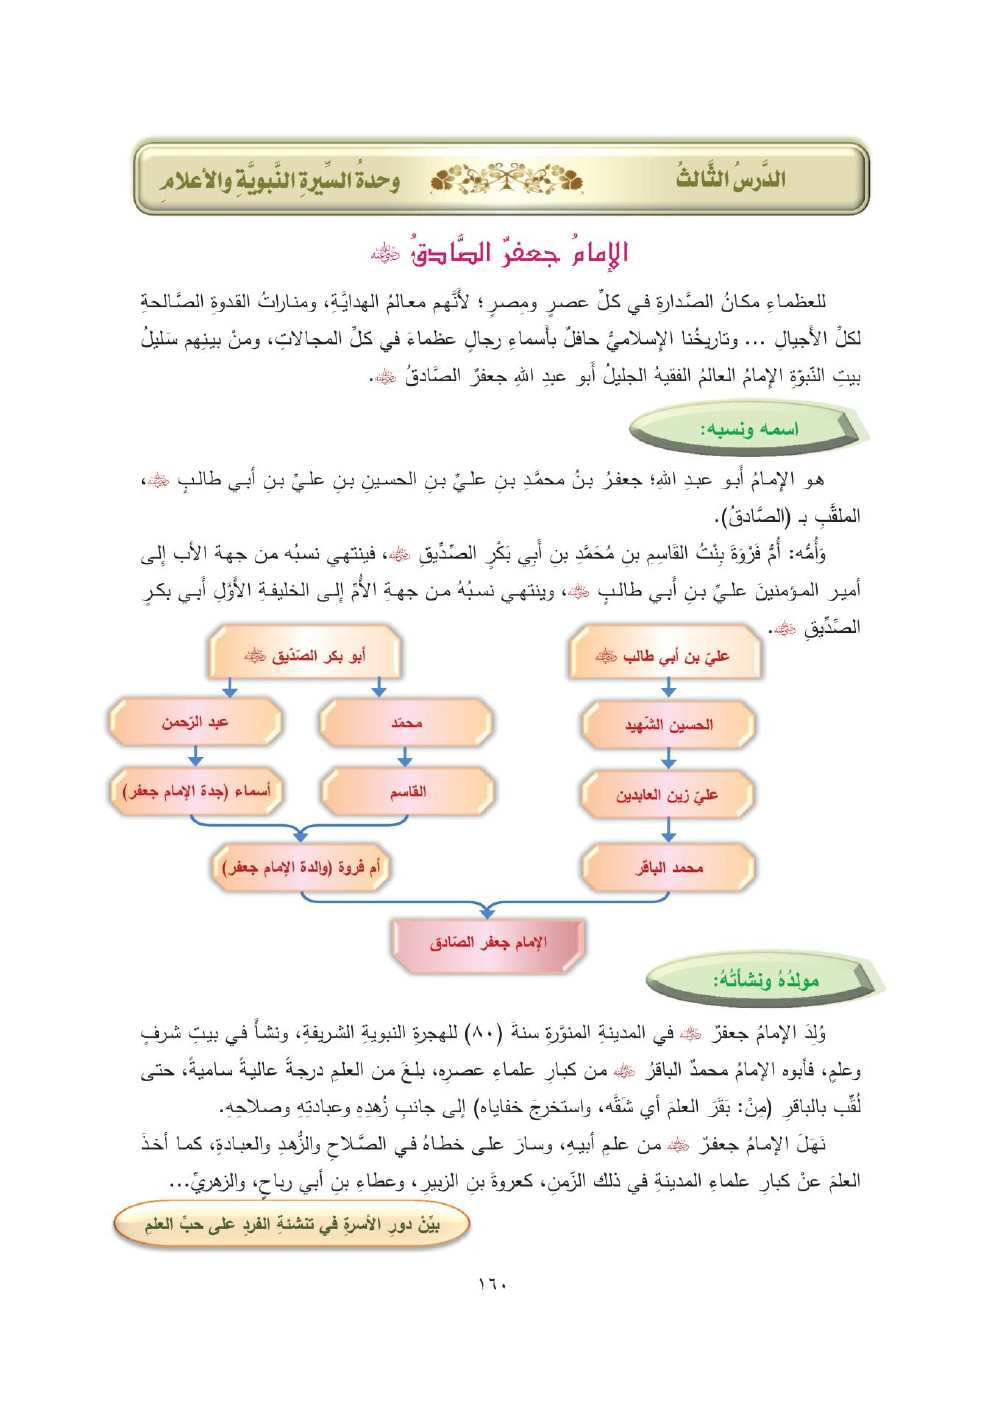 الدَّرسُ الثَّالثُ
وحدةُ السِّيرةِ النَّبويَّةِ والأعلامِ
الإمامُ جعفرٌ الصَّادقُ ﵁
للعظماءِ مكانُ الصَّدارةِ في كلِّ عصرٍ ومِصرٍ؛ لأنَّهم معالمُ الهدايَّةِ، ومناراتُ القدوةِ الصَّالحةِ
لكلِّ الأجيالِ ... وتاريخُنا الإسلاميُّ حافلٌ بأسماءِ رجالٍ عظماءَ في كلِّ المجالاتِ، ومنْ بينِهم سَليلُ
بيتِ النّبوّةِ الإمامُ العالمُ الفقيهُ الجليلُ أبو عبدِ اللهِ جعفرٌ الصَّادقُ ﵁.
اسمه ونسبه:
هو الإمامُ أبو عبدِ اللهِ؛ جعفرُ بنُ محمَّدِ بنِ عليِّ بنِ الحسينِ بنِ عليِّ بنِ أبي طالبٍ ﵁،
الملقَّبِ بـ (الصَّادقُ).
وَأُمُّه: أُمُّ فَرْوَةَ بِنْتُ القَاسِمِ بنِ مُحَمَّدِ بنِ أَبِي بَكْرٍ الصِّدِّيقِ ﵁، فينتهي نسبُه من جهة الأب إلى
أمير المؤمنينَ عليِّ بنِ أبي طالبٍ ﵁، وينتهي نسبُهُ من جهةِ الأُمِّ إلى الخليفةِ الأوَّلِ أبي بكرٍ
الصِّدِّيقِ ﵁.
عليّ بن أبي طالب ﵁
أبو بكر الصّدّيق ﵁
الحسين الشّهيد
محمّد
عبد الرّحمن
عليّ زين العابدين
القاسم
أسماء (جدة الإمام جعفر)
محمد الباقر
أم فروة (والدة الإمام جعفر)
الإمام جعفر الصّادق
مولدُهُ ونشأتُهُ:
وُلِدَ الإمامُ جعفرٌ ﵁ في المدينةِ المنوَّرةِ سنةَ (٨٠) للهجرةِ النبويةِ الشريفةِ، ونشأَ في بيتِ شرفٍ
وعلمٍ، فأبوه الإمامُ محمدٌ الباقرُ ﵁ من كبارِ علماءِ عصرِه، بلغَ من العلمِ درجةً عاليةً ساميةً، حتى
لُقِّب بالباقرِ (مِنْ: بَقَرَ العلمَ أي شَقَّه، واستخرجَ خفاياه) إلى جانبِ زُهدِهِ وعبادتِهِ وصلاحِهِ.
نَهَلَ الإمامُ جعفرٌ ﵁ من علمِ أبيهِ، وسارَ على خطاهُ في الصَّلاحِ والزُّهدِ والعبادةِ، كما أخذَ
العلمَ عنْ كبارِ علماءِ المدينةِ في ذلك الزّمنِ، كعروةَ بنِ الزبيرِ، وعطاءِ بنِ أبي رباحٍ، والزهريِّ...
بيِّنْ دورِ الأسرةِ في تنشئةِ الفردِ على حبِّ العلمِ
١٦٠